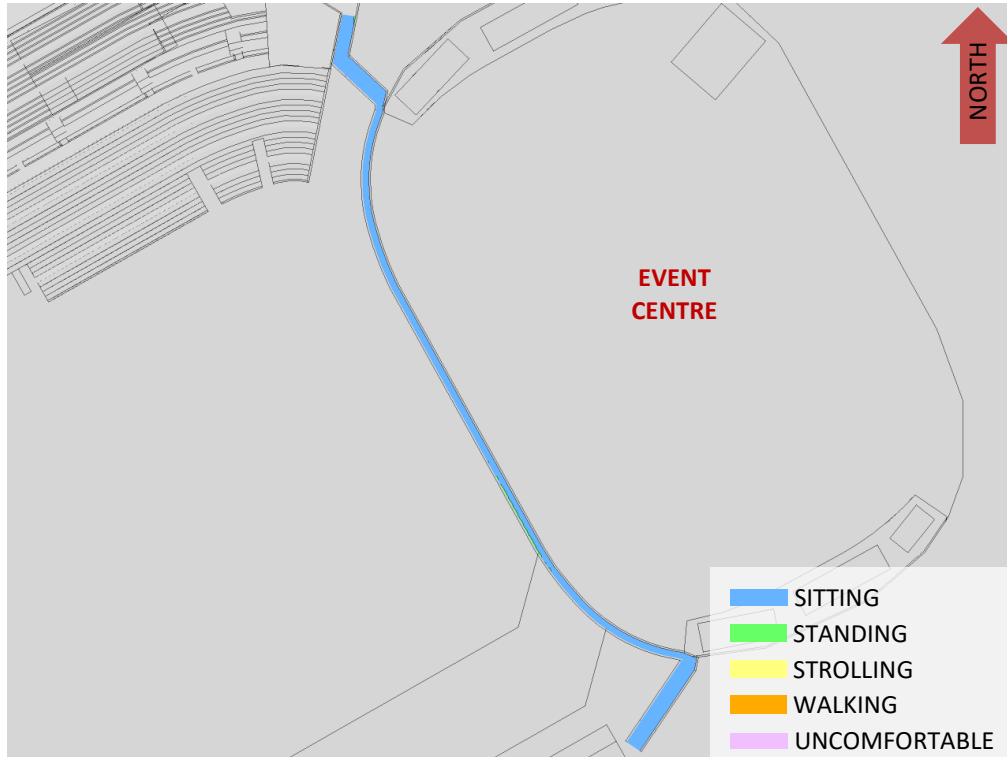 NORTH
EVENT
CENTRE
SITTING
STANDING
STROLLING
WALKING
UNCOMFORTABLE